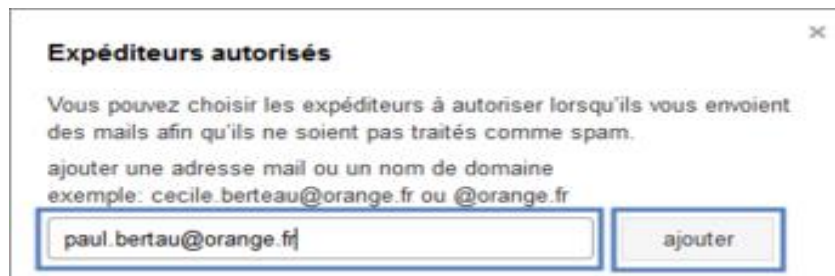 ×
Expéditeurs autorisés
Vous pouvez choisir les expéditeurs à autoriser lorsqu'ils vous envoient
des mails afin qu'ils ne soient pas traités comme spam.
ajouter une adresse mail ou un nom de domaine
exemple: cecile.berteau@orange.fr ou @orange.fr
paul.bertau@orange.fr ajouter